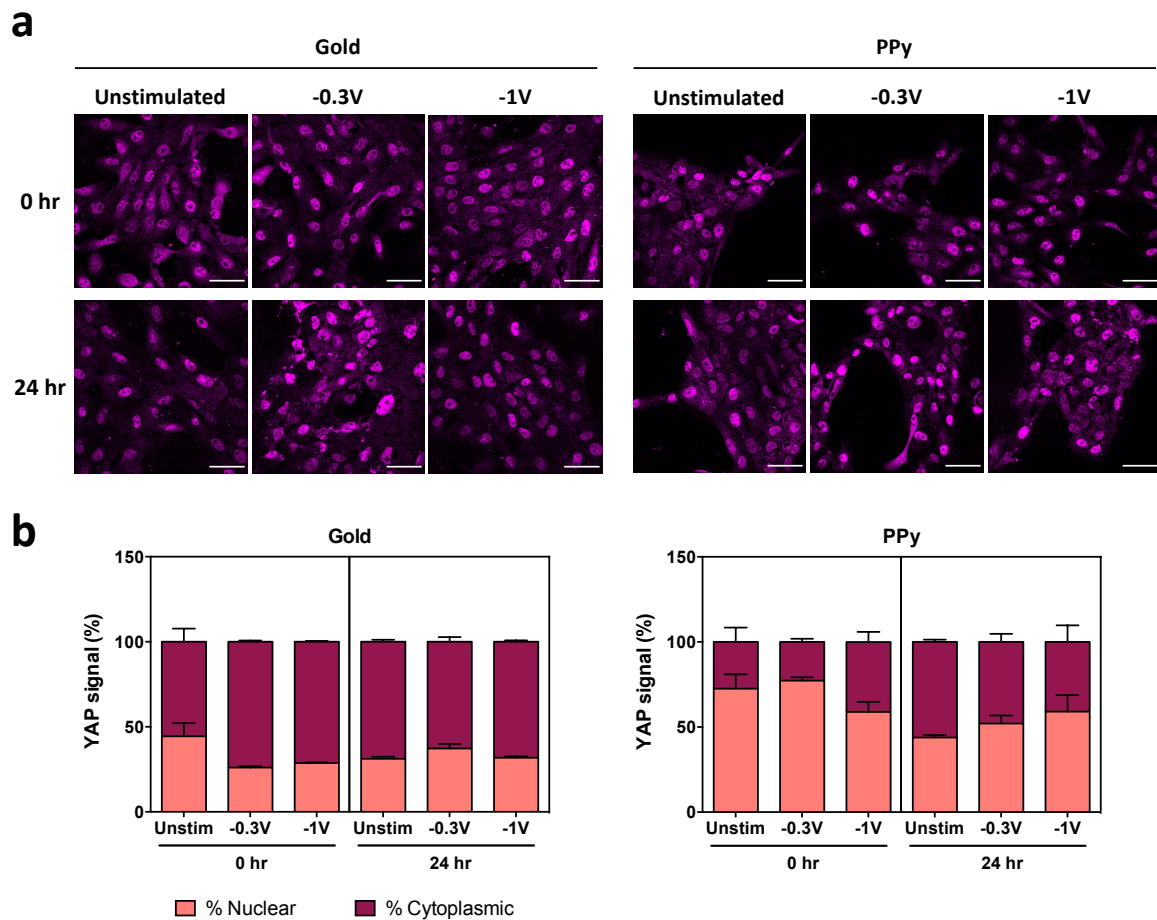 a
Gold PPy
Unstimulated -0.3V -1V Unstimulated -0.3V -1V
0 hr
24 hr
b
Gold
YAP signal (%)
150
100
50
0
Unstim -0.3V -1V Unstim -0.3V -1V
0 hr 24 hr
PPy
YAP signal (%)
150
100
50
0
Unstim -0.3V -1V Unstim -0.3V -1V
0 hr 24 hr
% Nuclear % Cytoplasmic